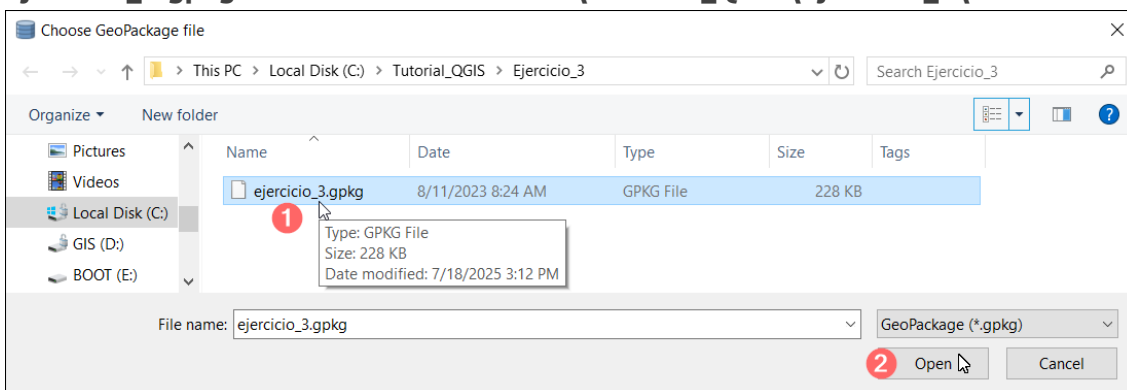 Choose GeoPackage file
This PC > Local Disk (C:) > Tutorial_QGIS > Ejercicio_3
Search Ejercicio_3
Organize
New folder
Name Date Type Size Tags
Pictures
Videos
Local Disk (C:)
GIS (D:)
BOOT (E:)
ejercicio_3.gpkg 8/11/2023 8:24 AM GPKG File 228 KB
1
Type: GPKG File
Size: 228 KB
Date modified: 7/18/2025 3:12 PM
File name: ejercicio_3.gpkg
GeoPackage (*.gpkg)
2 Open Cancel